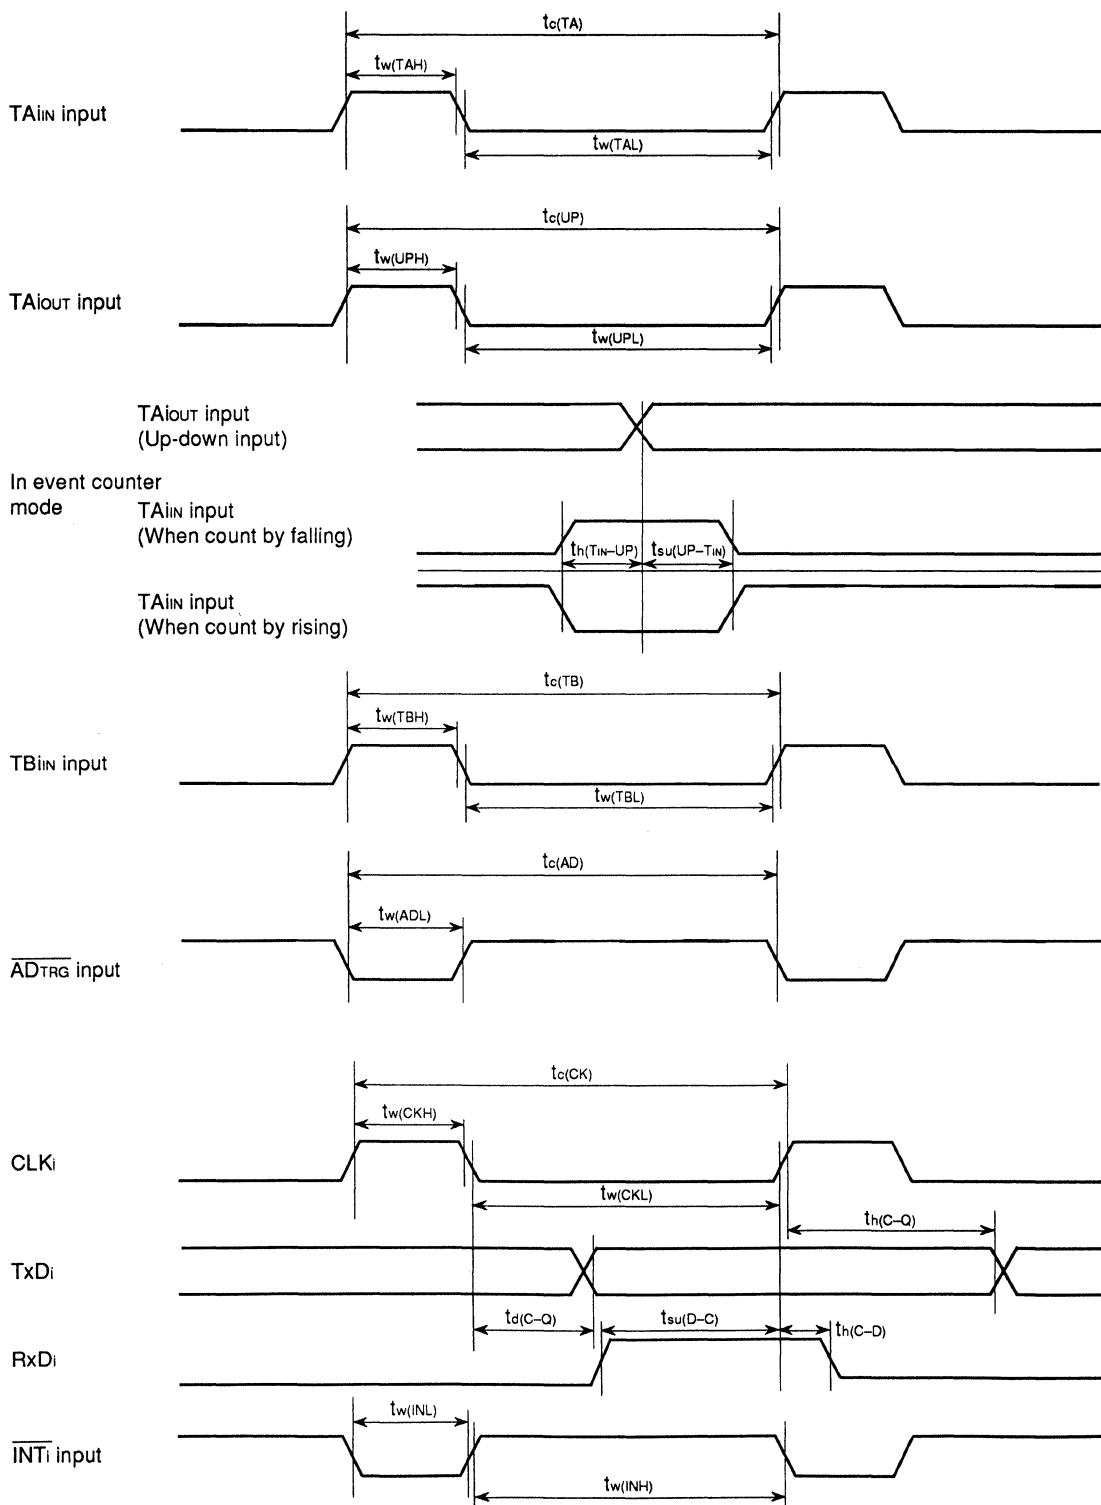 tc(TA)
tw(TAH)
TAiIN input
tw(TAL)
tc(UP)
tw(UPH)
TAiOUT input
tw(UPL)
TAiOUT input
(Up-down input)
In event counter
mode
TAiIN input
(When count by falling)
th(TIN–UP)
tsu(UP–TIN)
TAiIN input
(When count by rising)
tc(TB)
tw(TBH)
TBiIN input
tw(TBL)
tc(AD)
tw(ADL)
ADTRG input
tc(CK)
tw(CKH)
CLKi
tw(CKL)
th(C–Q)
TxDi
td(C–Q)
tsu(D–C)
th(C–D)
RxDi
tw(INL)
INTi input
tw(INH)